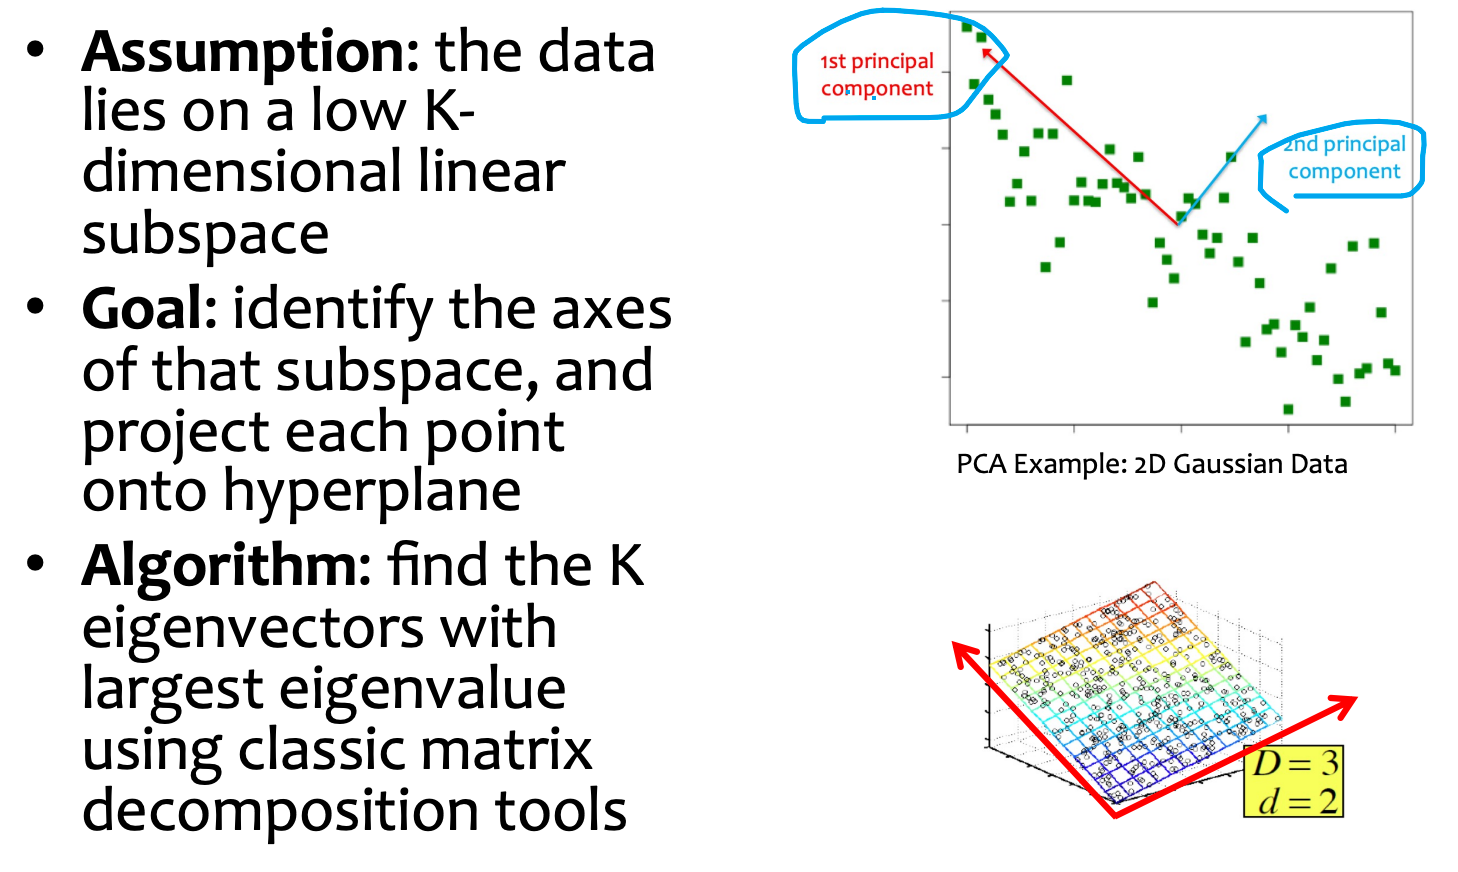 • Assumption: the data
lies on a low K-
dimensional linear
subspace
• Goal: identify the axes
of that subspace, and
project each point
onto hyperplane
• Algorithm: find the K
eigenvectors with
largest eigenvalue
using classic matrix
decomposition tools
1st principal
component
2nd principal
component
PCA Example: 2D Gaussian Data
D = 3
d = 2